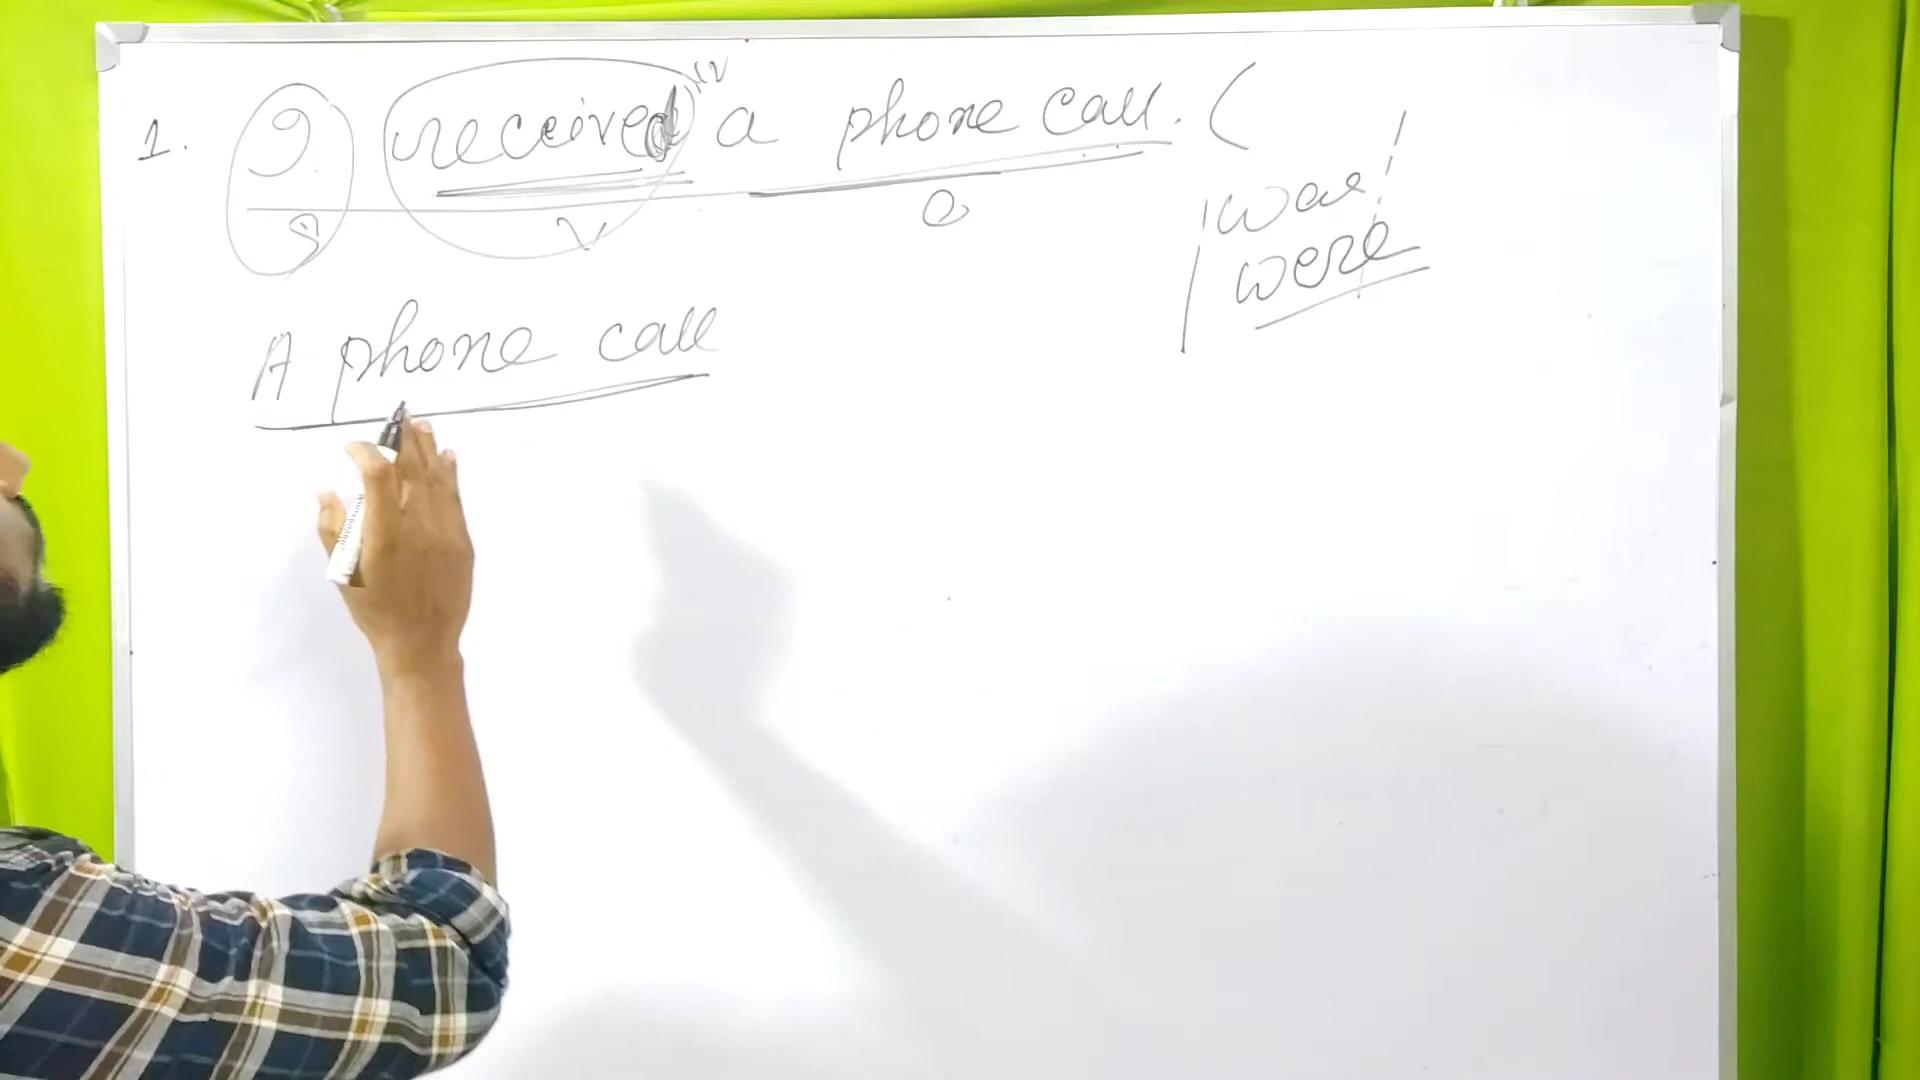 1. I received a phone call. (
S V O
was
were
A phone call